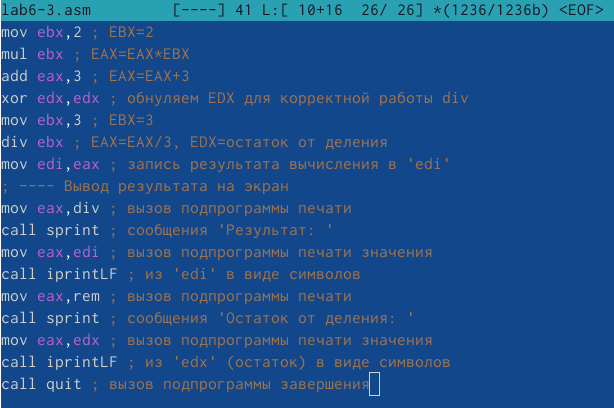 lab6-3.asm [----] 41 L:[ 10+16 26/ 26] *(1236/1236b) <EOF>
mov ebx,2 ; EBX=2
mul ebx ; EAX=EAX*EBX
add eax,3 ; EAX=EAX+3
xor edx,edx ; обнуляем EDX для корректной работы div
mov ebx,3 ; EBX=3
div ebx ; EAX=EAX/3, EDX=остаток от деления
mov edi,eax ; запись результата вычисления в 'edi'
; ---- Вывод результата на экран
mov eax,div ; вызов подпрограммы печати
call sprint ; сообщения 'Результат: '
mov eax,edi ; вызов подпрограммы печати значения
call iprintLF ; из 'edi' в виде символов
mov eax,rem ; вызов подпрограммы печати
call sprint ; сообщения 'Остаток от деления: '
mov eax,edx ; вызов подпрограммы печати значения
call iprintLF ; из 'edx' (остаток) в виде символов
call quit ; вызов подпрограммы завершения